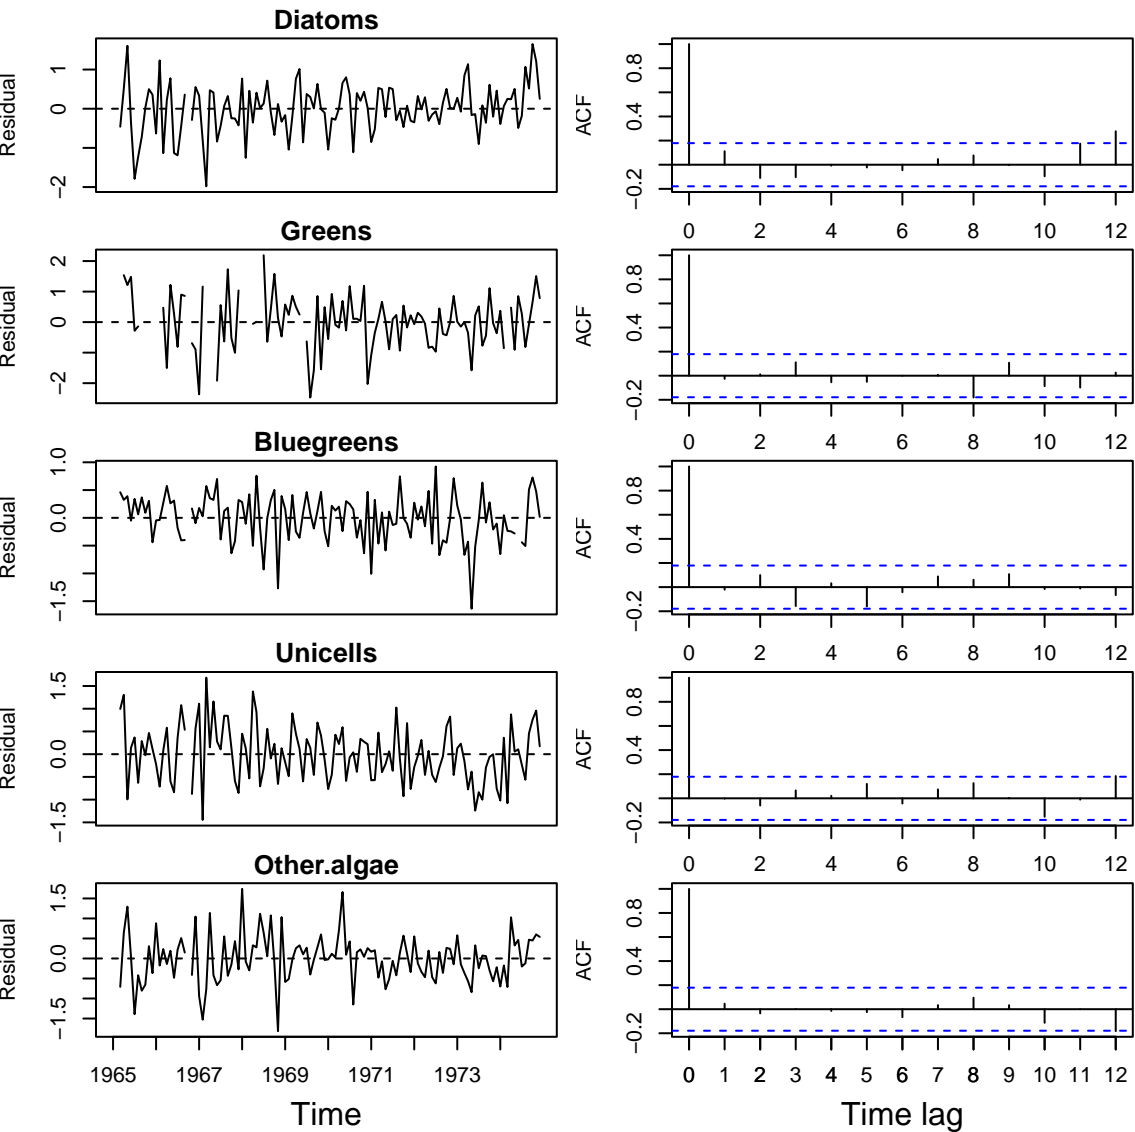 Diatoms
Residual
1
0
−2
ACF
0.8
0.4
−0.2
0 2 4 6 8 10 12
Greens
Residual
2
1
0
−2
ACF
0.8
0.4
−0.2
0 2 4 6 8 10 12
Bluegreens
Residual
1.0
0.0
−1.5
ACF
0.8
0.4
−0.2
0 2 4 6 8 10 12
Unicells
Residual
1.5
0.0
−1.5
ACF
0.8
0.4
−0.2
0 2 4 6 8 10 12
Other.algae
Residual
1.5
0.0
−1.5
ACF
0.8
0.4
−0.2
1965 1967 1969 1971 1973
0 1 2 3 4 5 6 7 8 9 10 11 12
Time
Time lag